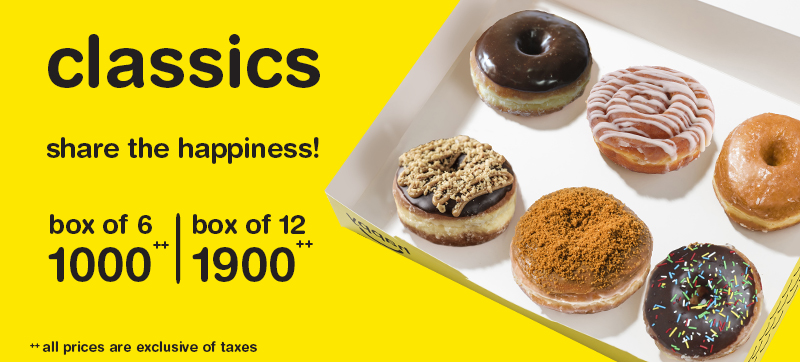 classics
share the happiness!
box of 6 | box of 12
1000++ | 1900++
++ all prices are exclusive of taxes